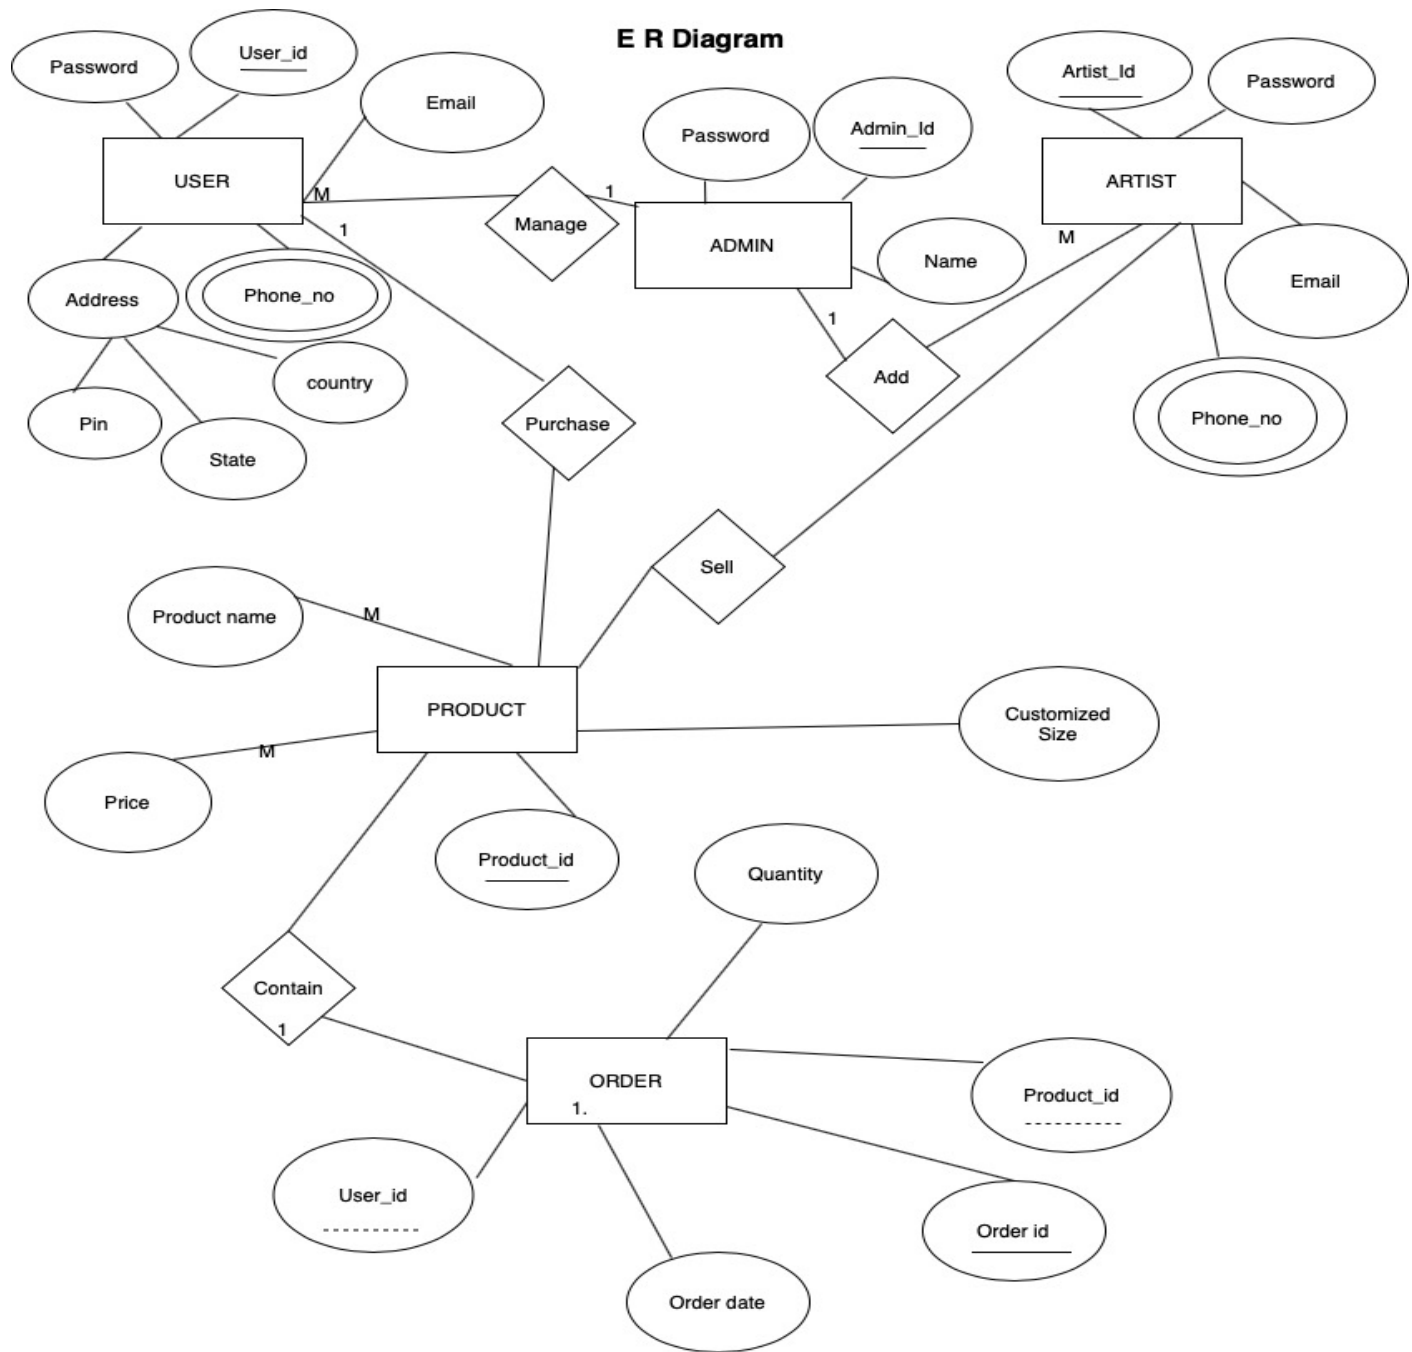 E R Diagram
Password
User_id
Email
Password
Admin_Id
Artist_Id
Password
USER
M
Manage
1
ADMIN
ARTIST
1
M
Name
Email
Address
Phone_no
1
Add
Phone_no
country
Pin
State
Purchase
Sell
Product name
M
PRODUCT
Customized
Size
M
Price
Product_id
Quantity
Contain
1
ORDER
1.
Product_id
User_id
Order id
Order date